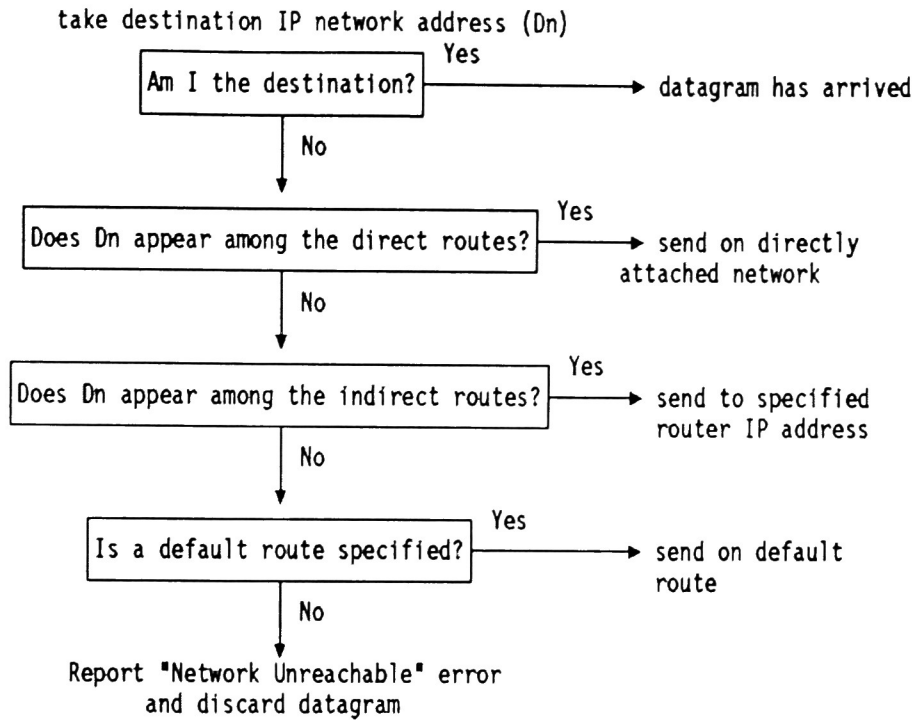 take destination IP network address (Dn)
Am I the destination?
Yes
datagram has arrived
No
Does Dn appear among the direct routes?
Yes
send on directly
attached network
No
Does Dn appear among the indirect routes?
Yes
send to specified
router IP address
No
Is a default route specified?
Yes
send on default
route
No
Report "Network Unreachable" error
and discard datagram